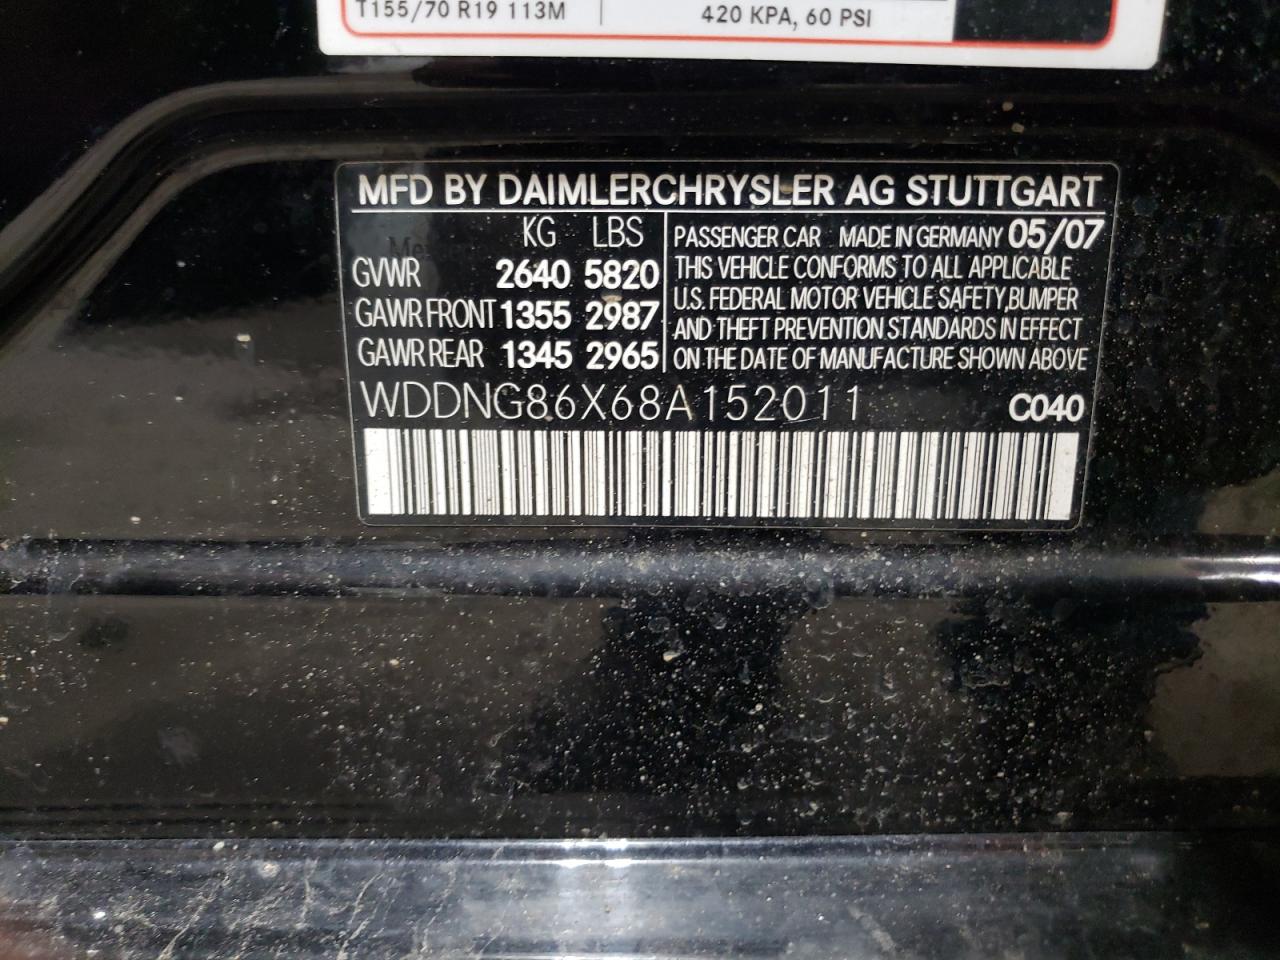 T155/70 R19 113M 420 KPA, 60 PSI
MFD BY DAIMLERCHRYSLER AG STUTTGART
KG LBS
GVWR 2640 5820
GAWR FRONT 1355 2987
GAWR REAR 1345 2965
PASSENGER CAR MADE IN GERMANY 05/07
THIS VEHICLE CONFORMS TO ALL APPLICABLE
U.S. FEDERAL MOTOR VEHICLE SAFETY,BUMPER
AND THEFT PREVENTION STANDARDS IN EFFECT
ON THE DATE OF MANUFACTURE SHOWN ABOVE
WDDNG86X68A152011 C040